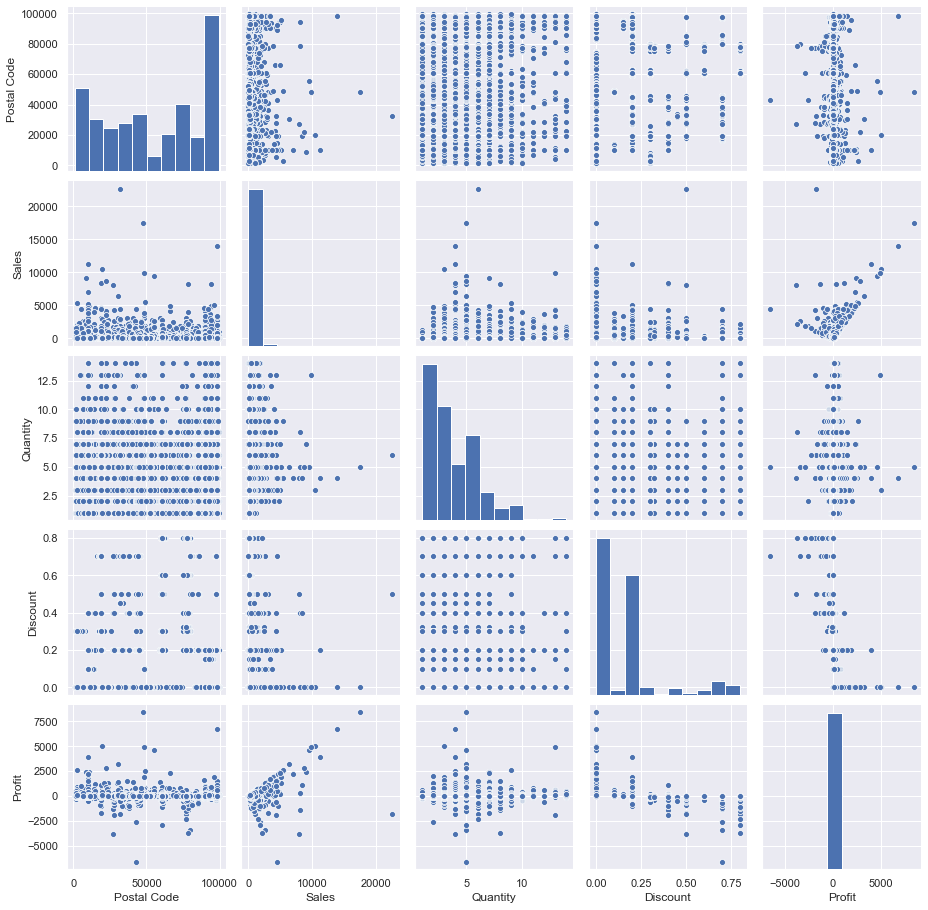 100000
80000
60000
40000
20000
0
Postal Code
20000
15000
10000
5000
0
Sales
12.5
10.0
7.5
5.0
2.5
Quantity
0.8
0.6
0.4
0.2
0.0
Discount
7500
5000
2500
0
−2500
−5000
Profit
0 50000 100000
0 10000 20000
5 10
0.00 0.25 0.50 0.75
−5000 0 5000
Postal Code Sales Quantity Discount Profit